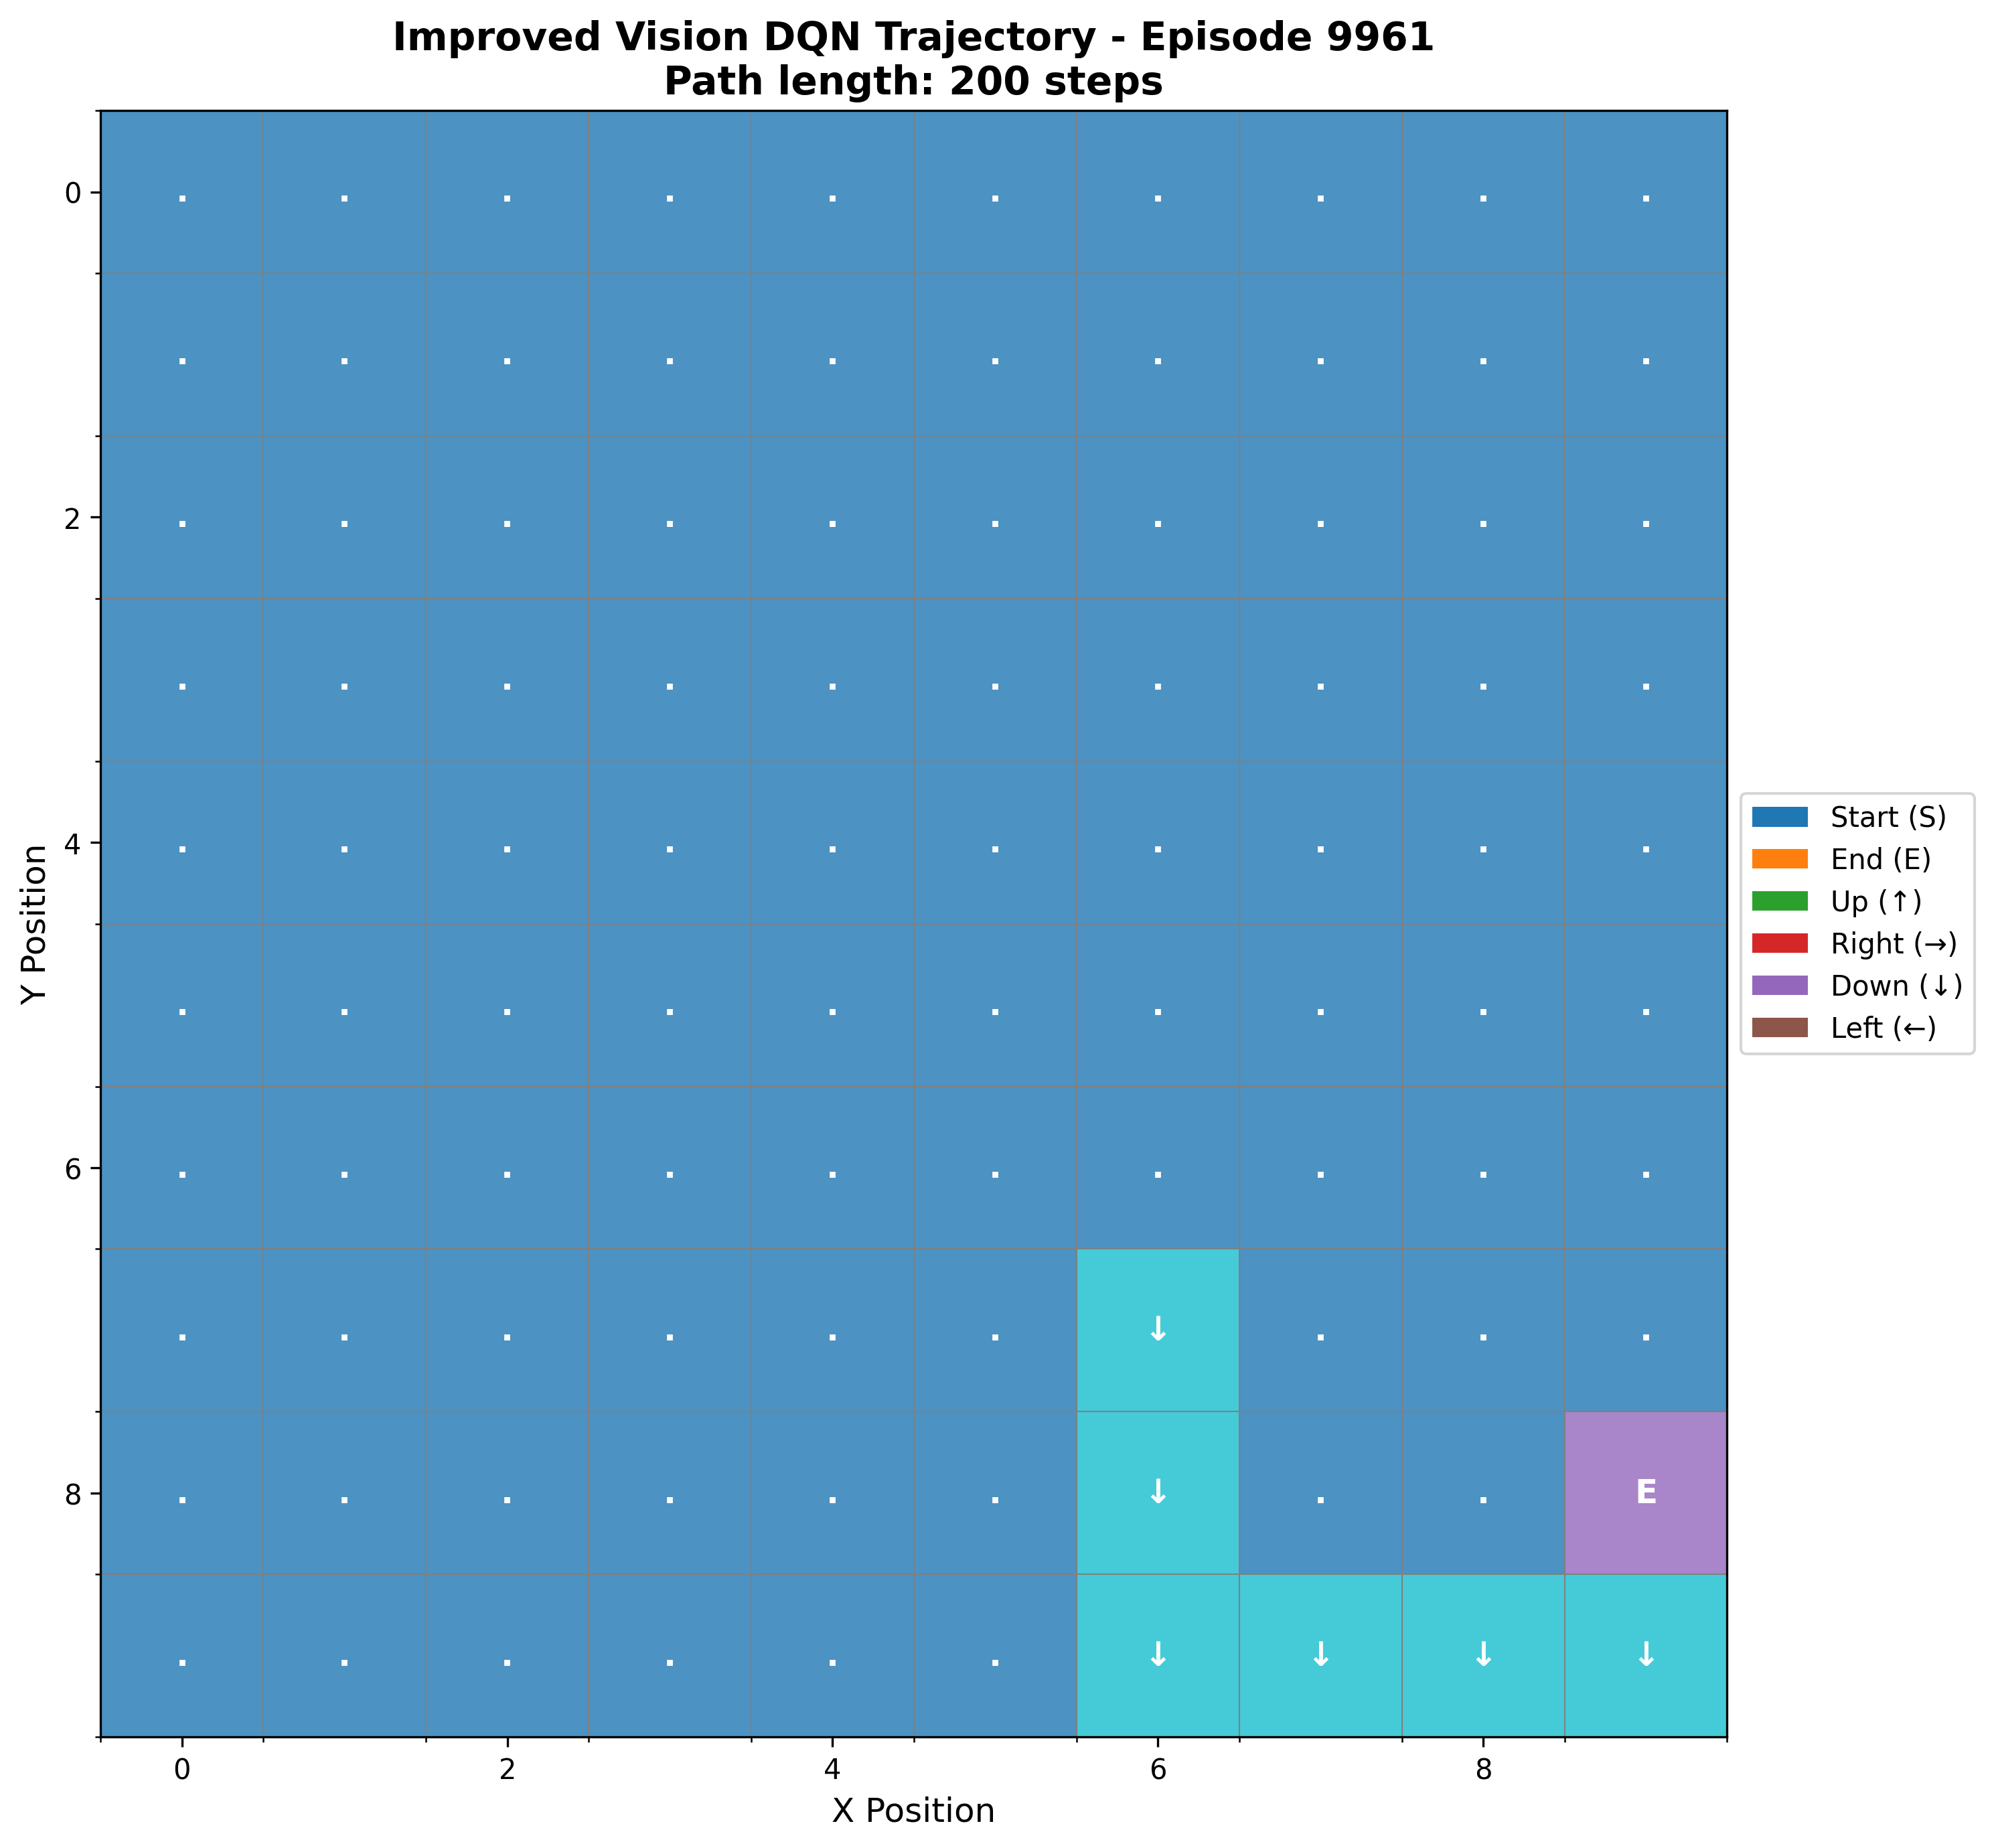 Improved Vision DQN Trajectory - Episode 9961
Path length: 200 steps
0 . . . . . . . . . .
. . . . . . . . . .
2 . . . . . . . . . .
. . . . . . . . . .
4 . . . . . . . . . .
. . . . . . . . . .
6 . . . . . . . . . .
. . . . . . ↓ . . .
8 . . . . . . ↓ . . E
. . . . . . ↓ ↓ ↓ ↓
0 2 4 6 8
X Position
Y Position
Start (S)
End (E)
Up (↑)
Right (→)
Down (↓)
Left (←)